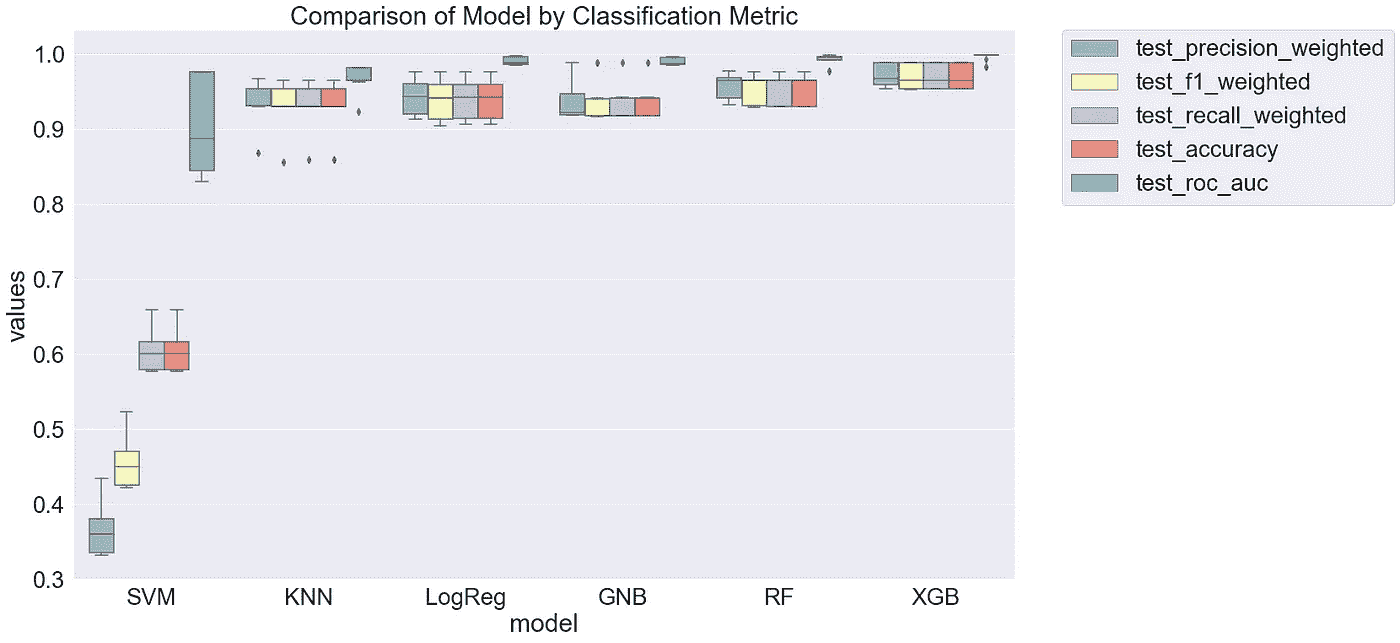 Comparison of Model by Classification Metric
1.0
0.9
0.8
0.7
0.6
0.5
0.4
0.3
values
SVM KNN LogReg GNB RF XGB
model
test_precision_weighted
test_f1_weighted
test_recall_weighted
test_accuracy
test_roc_auc